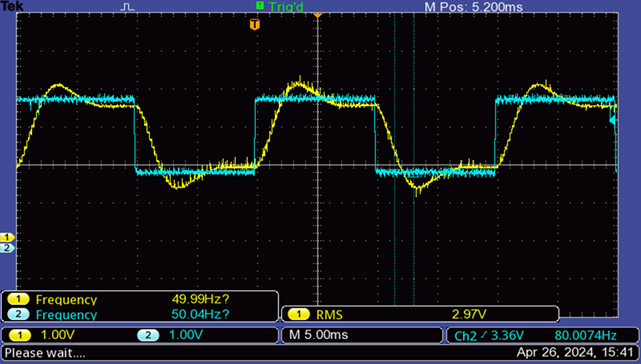 Tek T Trig'd M Pos: 5.200ms
T
1
2
1 Frequency 49.99Hz?
2 Frequency 50.04Hz?
1 RMS 2.97V
1 1.00V 2 1.00V M 5.00ms Ch2 3.36V 80.0074Hz
Please wait.... Apr 26, 2024, 15:41